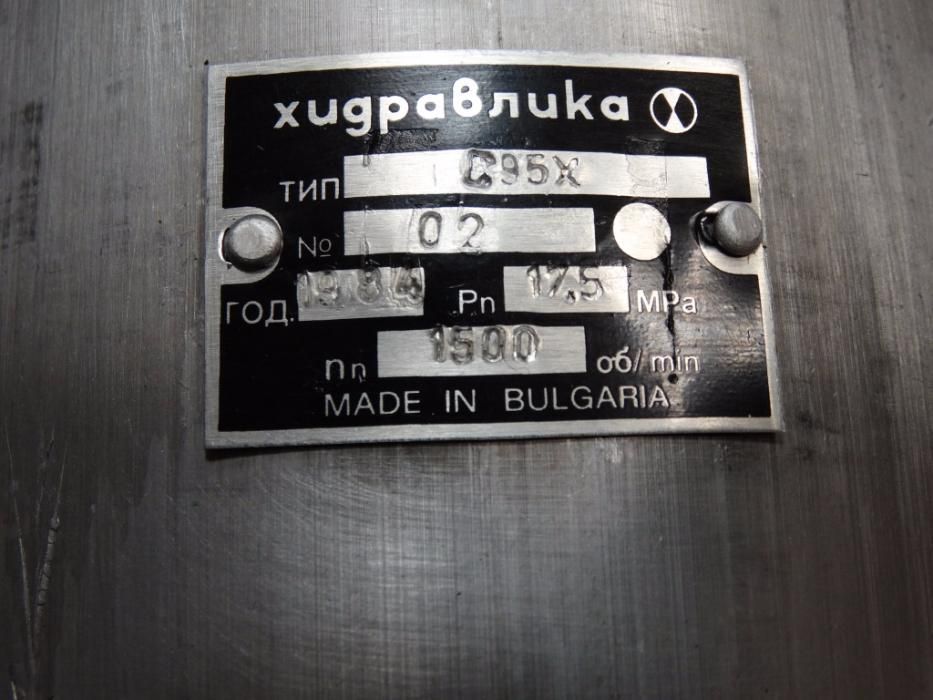 хидравлика
ТИП С95Х
№ 02
ГОД. 1984 Pn 17,5 MPa
nn 1500 об/min
MADE IN BULGARIA